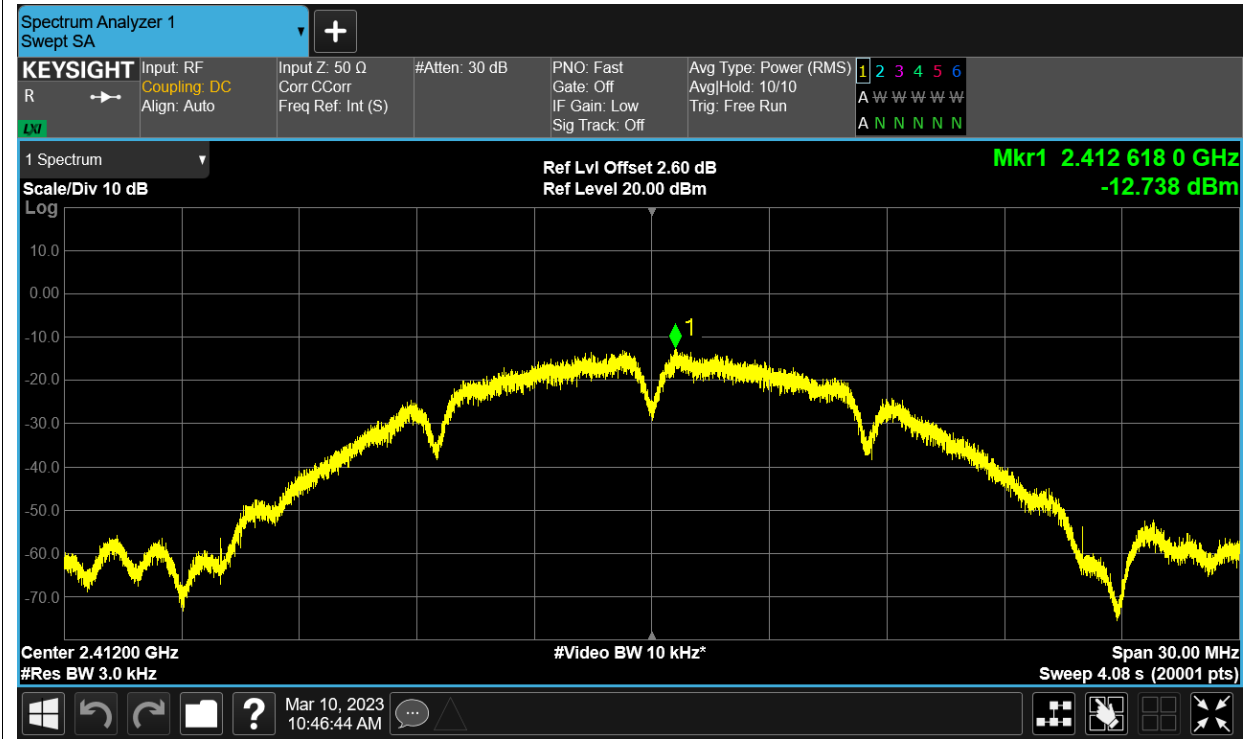 Spectrum Analyzer 1
Swept SA
KEYSIGHT
R
LXI
Input: RF
Coupling: DC
Align: Auto
Input Z: 50 Ω
Corr CCorr
Freq Ref: Int (S)
#Atten: 30 dB
PNO: Fast
Gate: Off
IF Gain: Low
Sig Track: Off
Avg Type: Power (RMS)
Avg|Hold: 10/10
Trig: Free Run
1 2 3 4 5 6
A W W W W W
A N N N N N
1 Spectrum
Scale/Div 10 dB
Log
Ref Lvl Offset 2.60 dB
Ref Level 20.00 dBm
Mkr1 2.412 618 0 GHz
-12.738 dBm
10.0
0.00
-10.0
-20.0
-30.0
-40.0
-50.0
-60.0
-70.0
1
Center 2.41200 GHz
#Res BW 3.0 kHz
#Video BW 10 kHz*
Span 30.00 MHz
Sweep 4.08 s (20001 pts)
?
Mar 10, 2023
10:46:44 AM